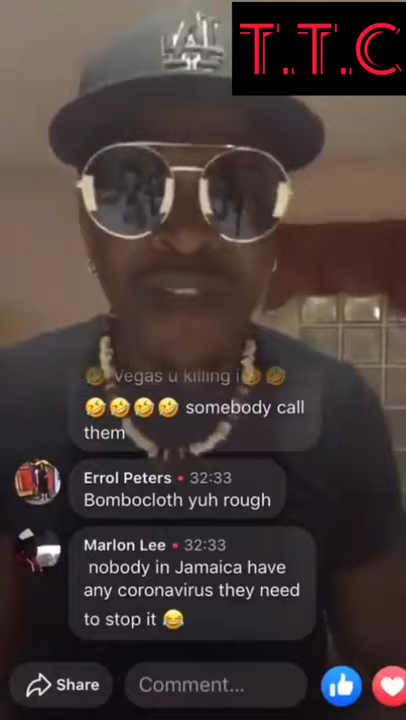 T.T.C
Vegas u killing i🤣 🤣
🤣🤣🤣🤣 somebody call
them
Errol Peters • 32:33
Bombocloth yuh rough
Marlon Lee • 32:33
nobody in Jamaica have
any coronavirus they need
to stop it 😂
Share
Comment...